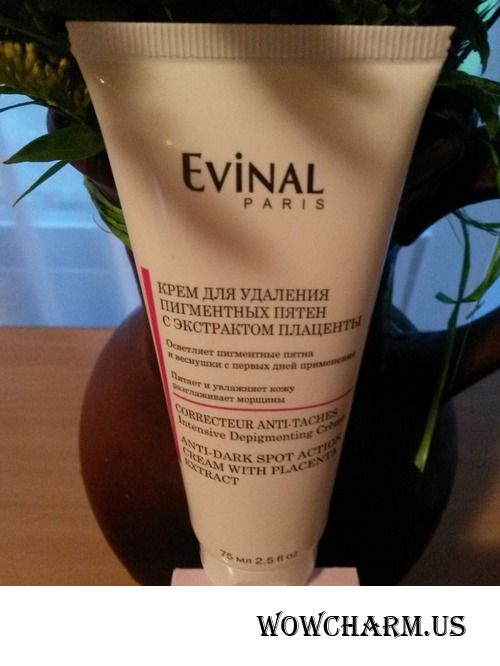 EViNAL
PARIS
КРЕМ ДЛЯ УДАЛЕНИЯ
ПИГМЕНТНЫХ ПЯТЕН
С ЭКСТРАКТОМ ПЛАЦЕНТЫ
Осветляет пигментные пятна
и веснушки с первых дней применения
Питает и увлажняет кожу
разглаживает морщины
CORRECTEUR ANTI-TACHES
Intensive Depigmenting Crème
ANTI-DARK SPOT ACTION
CREAM WITH PLACENTA
EXTRACT
75 мл 2.5 fl oz
WOWCHARM.US